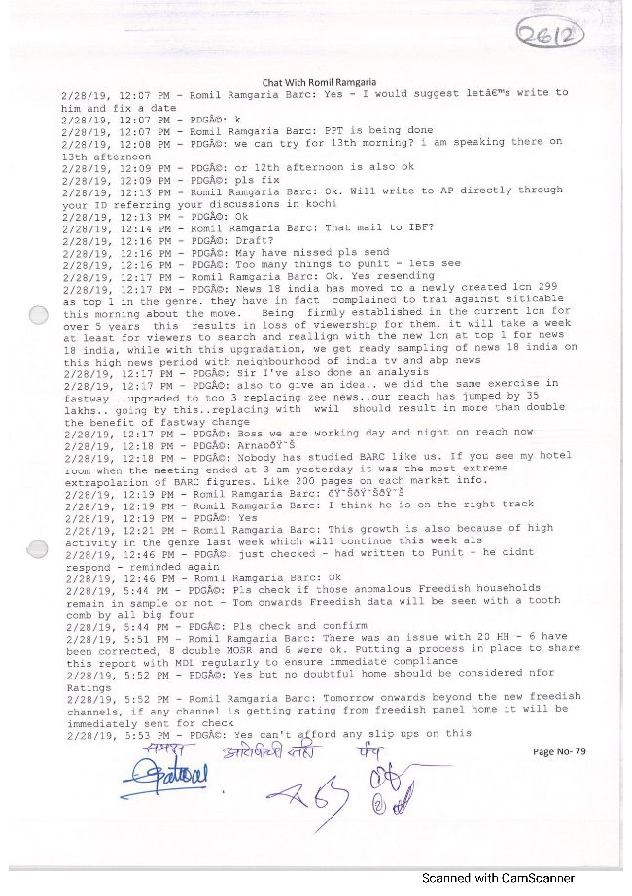 2612
Chat With Romil Ramgaria
2/28/19, 12:07 PM - Romil Ramgaria Barc: Yes - I would suggest letâ€™s write to
him and fix a date
2/28/19, 12:07 PM - PDGÂ©: k
2/28/19, 12:07 PM - Romil Ramgaria Barc: PPT is being done
2/28/19, 12:08 PM - PDGÂ©: we can try for 13th morning? i am speaking there on
13th afternoon
2/28/19, 12:09 PM - PDGÂ©: or 12th afternoon is also ok
2/28/19, 12:09 PM - PDGÂ©: pls fix
2/28/19, 12:13 PM - Romil Ramgaria Barc: Ok. Will write to AP directly through
your ID referring your discussions in kochi
2/28/19, 12:13 PM - PDGÂ©: Ok
2/28/19, 12:14 PM - Romil Ramgaria Barc: That mail to IBF?
2/28/19, 12:16 PM - PDGÂ©: Draft?
2/28/19, 12:16 PM - PDGÂ©: May have missed pls send
2/28/19, 12:16 PM - PDGÂ©: Too many things to punit - lets see
2/28/19, 12:17 PM - Romil Ramgaria Barc: Ok. Yes resending
2/28/19, 12:17 PM - PDGÂ©: News 18 india has moved to a newly created lcn 299
as top 1 in the genre. they have in fact complained to trai against siticable
this morning about the move. Being firmly established in the current lcn for
over 5 years this results in loss of viewership for them. it will take a week
at least for viewers to search and reallign with the new lcn at top 1 for news
18 india, while with this upgradation, we get ready sampling of news 18 india on
this high news period with neighbourhood of india tv and abp news
2/28/19, 12:17 PM - PDGÂ©: Sir I've also done an analysis
2/28/19, 12:17 PM - PDGÂ©: also to give an idea.. we did the same exercise in
fastway ..upgraded to too 3 replacing zee news..our reach has jumped by 35
lakhs.. going by this..replacing with wwil should result in more than double
the benefit of fastway change
2/28/19, 12:17 PM - PDGÂ©: Boss we are working day and night on reach now
2/28/19, 12:18 PM - PDGÂ©: ArnabðŸ˜Š
2/28/19, 12:18 PM - PDGÂ©: Nobody has studied BARC like us. If you see my hotel
room when the meeting ended at 3 am yesterday it was the most extreme
extrapolation of BARC figures. Like 200 pages on each market info.
2/28/19, 12:19 PM - Romil Ramgaria Barc: ðŸ˜ŠðŸ˜ŠðŸ˜Š
2/28/19, 12:19 PM - Romil Ramgaria Barc: I think he is on the right track
2/28/19, 12:19 PM - PDGÂ©: Yes
2/28/19, 12:21 PM - Romil Ramgaria Barc: This growth is also because of high
activity in the genre last week which will continue this week als
2/28/19, 12:46 PM - PDGÂ©: just checked - had written to Punit - he cidnt
respond - reminded again
2/28/19, 12:46 PM - Romil Ramgaria Barc: Ok
2/28/19, 5:44 PM - PDGÂ©: Pls check if those anomalous Freedish households
remain in sample or not - Tom onwards Freedish data will be seen with a tooth
comb by all big four
2/28/19, 5:44 PM - PDGÂ©: Pls check and confirm
2/28/19, 5:51 PM - Romil Ramgaria Barc: There was an issue with 20 HH - 6 have
been corrected, 8 double MOSR and 6 were ok. Putting a process in place to share
this report with MDL regularly to ensure immediate compliance
2/28/19, 5:52 PM - PDGÂ©: Yes but no doubtful home should be considered nfor
Ratings
2/28/19, 5:52 PM - Romil Ramgaria Barc: Tomorrow onwards beyond the new freedish
channels, if any channel is getting rating from freedish panel home it will be
immediately sent for check
2/28/19, 5:53 PM - PDGÂ©: Yes can't afford any slip ups on this
समक्ष आरोपीची सही पंच
Page No- 79
Scanned with CamScanner